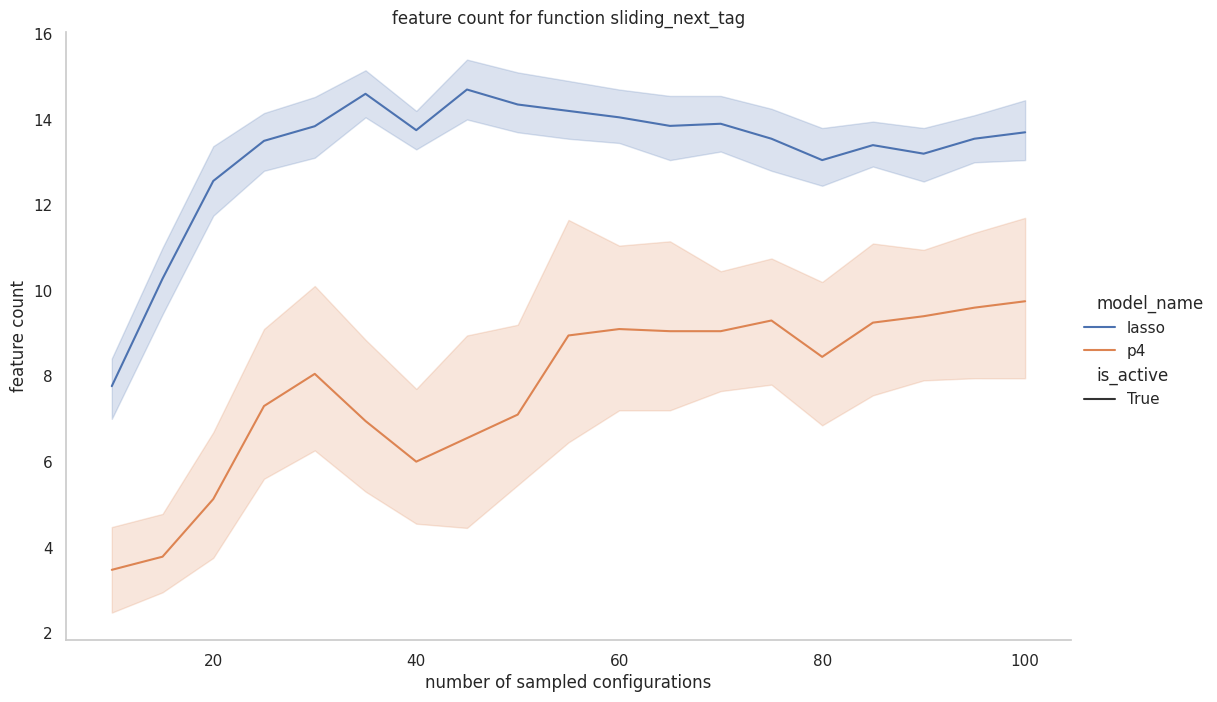 feature count for function sliding_next_tag
16
14
12
10
8
6
4
2
feature count
20 40 60 80 100
number of sampled configurations
model_name
lasso
p4
is_active
True